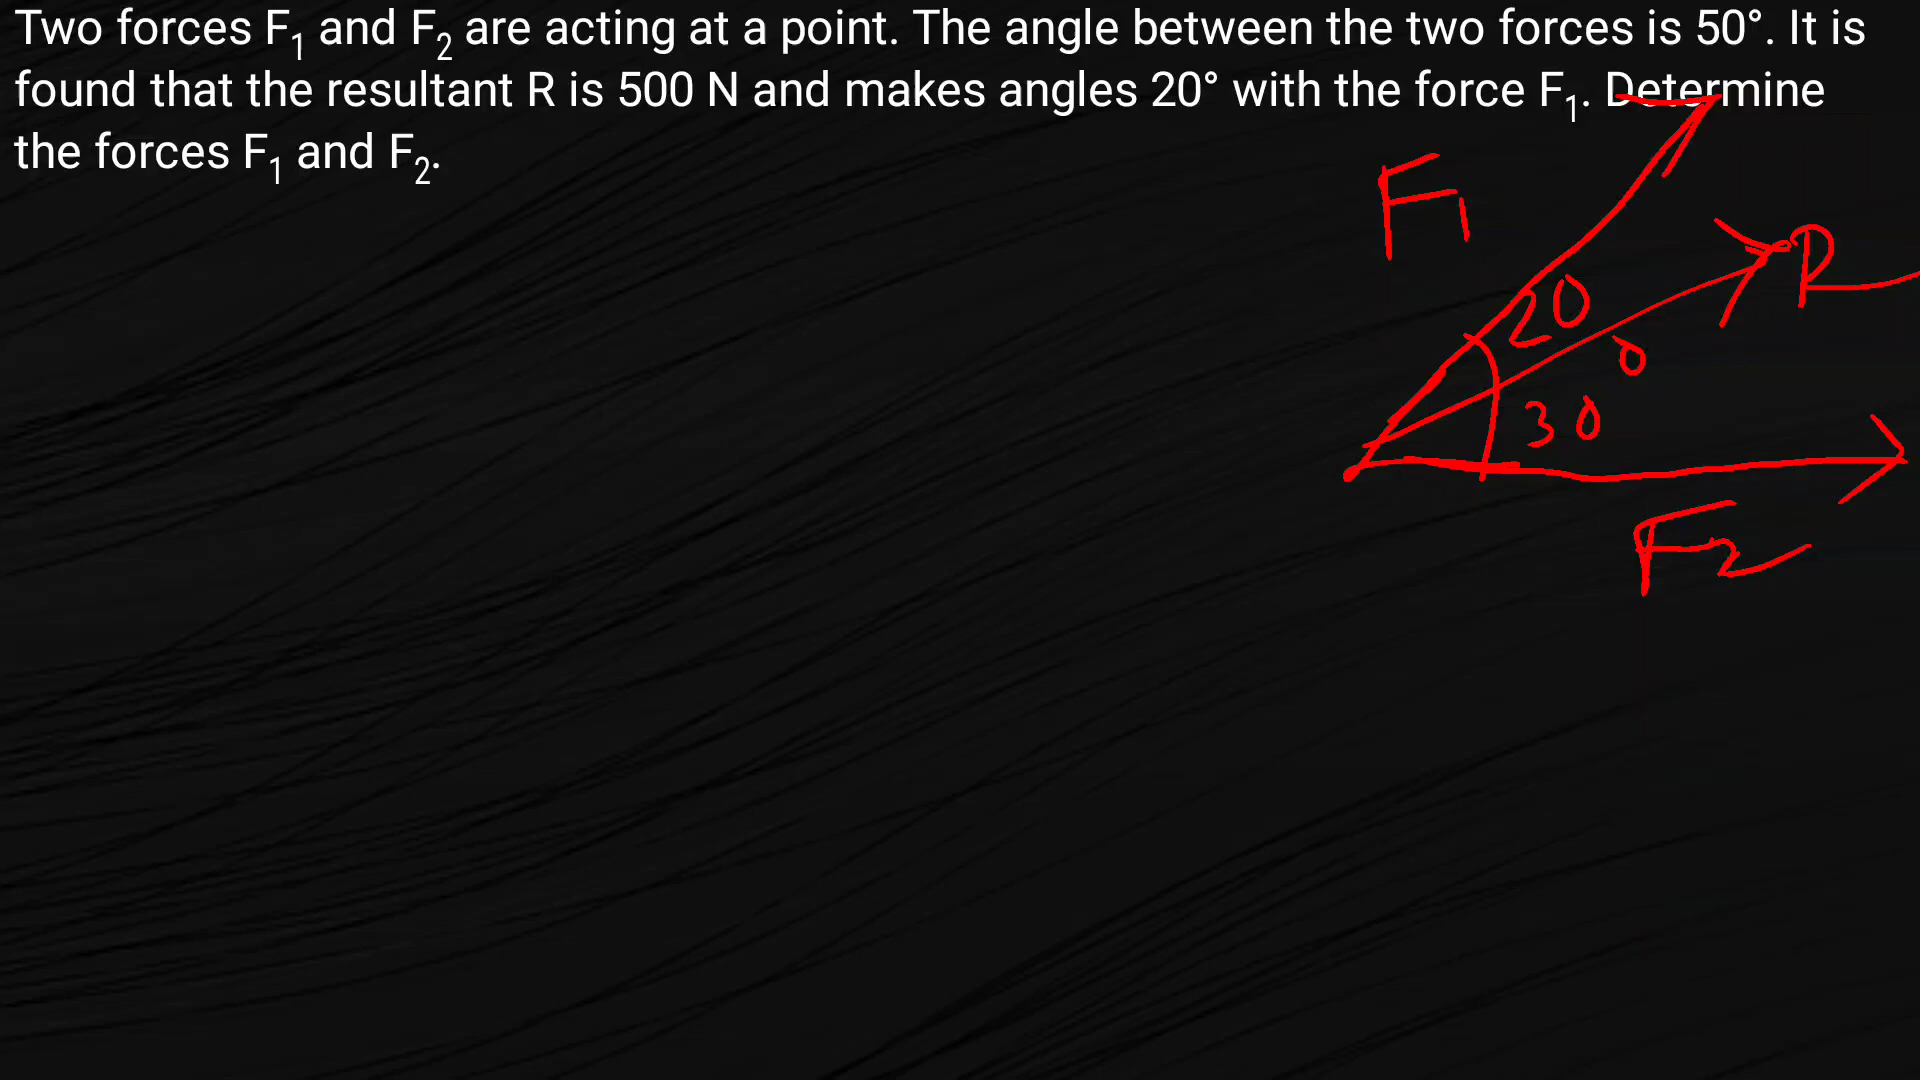 Two forces F₁ and F₂ are acting at a point. The angle between the two forces is 50°. It is
found that the resultant R is 500 N and makes angles 20° with the force F₁. Determine
the forces F₁ and F₂.
F₁
R
20
0
30
F₂